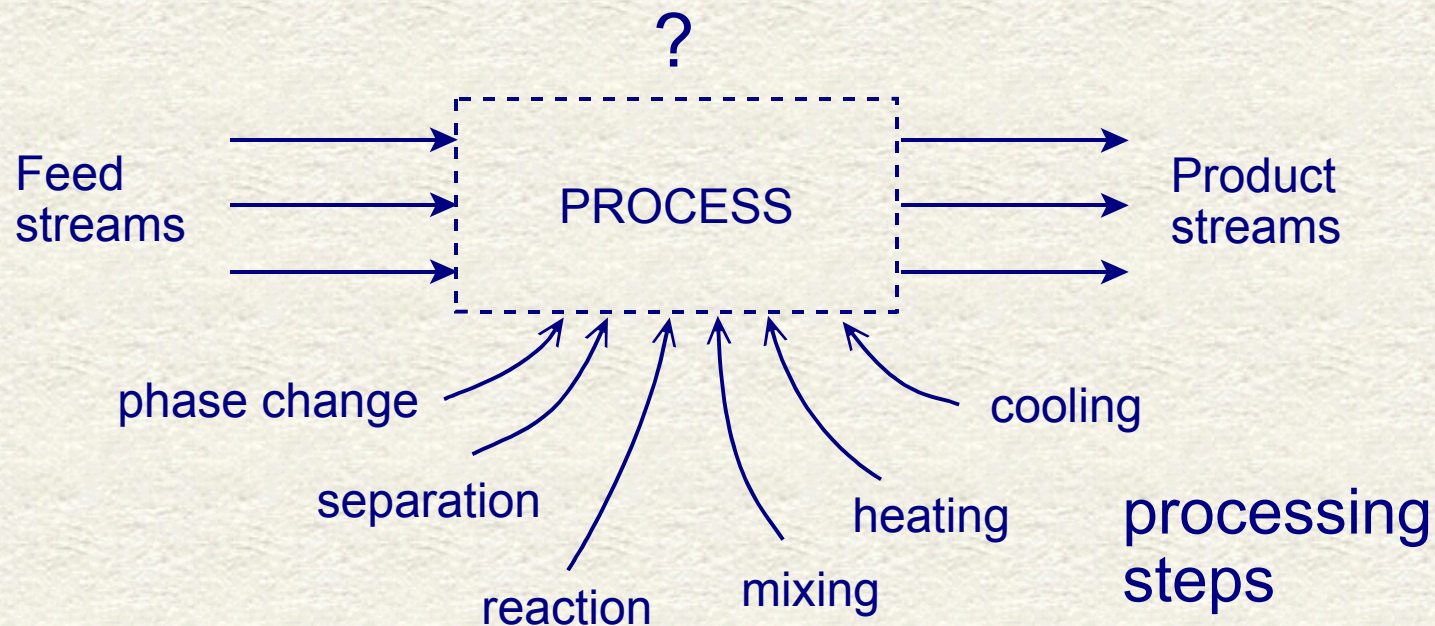 ?
Feed
streams
PROCESS
Product
streams
phase change
cooling
separation
heating
processing
steps
reaction
mixing